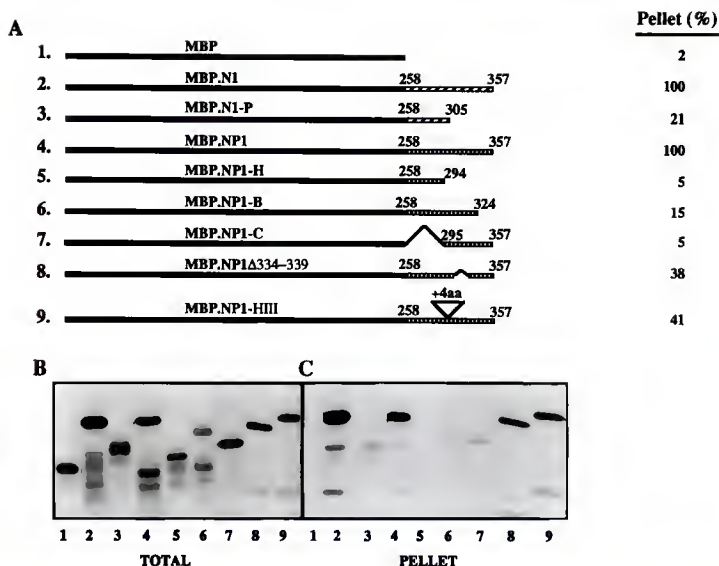 Pellet (%)
A
1. MBP 2
2. MBP.N1 258 357 100
3. MBP.N1-P 258 305 21
4. MBP.NP1 258 357 100
5. MBP.NP1-H 258 294 5
6. MBP.NP1-B 258 324 15
7. MBP.NP1-C 295 357 5
8. MBP.NP1Δ334–339 258 357 38
+4aa
9. MBP.NP1-HIII 258 357 41
B C
1 2 3 4 5 6 7 8 9 1 2 3 4 5 6 7 8 9
TOTAL PELLET